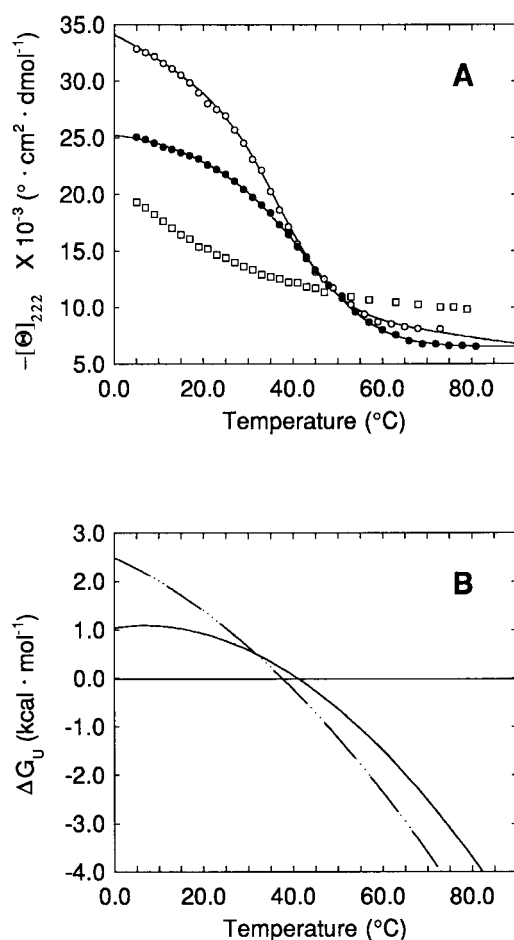 A
35.0
30.0
25.0
20.0
15.0
10.0
5.0
−[Θ]₂₂₂ X 10⁻³ (° · cm² · dmol⁻¹)
0.0 20.0 40.0 60.0 80.0
Temperature (°C)
B
3.0
2.0
1.0
0.0
-1.0
-2.0
-3.0
-4.0
ΔG_U (kcal · mol⁻¹)
0.0 20.0 40.0 60.0 80.0
Temperature (°C)